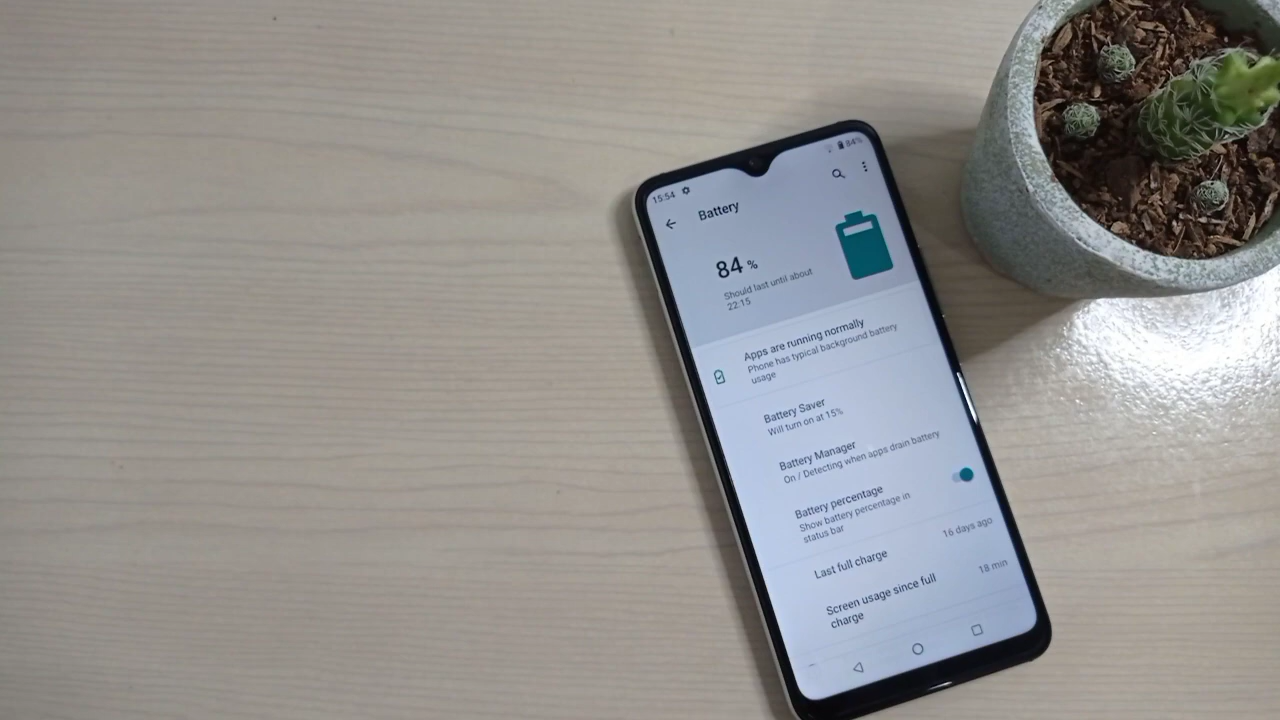 15:54
84%
Battery
84 %
Should last until about
22:15
Apps are running normally
Phone has typical background battery
usage
Battery Saver
Will turn on at 15%
Battery Manager
On / Detecting when apps drain battery
Battery percentage
Show battery percentage in
status bar
Last full charge
16 days ago
Screen usage since full
charge
18 min